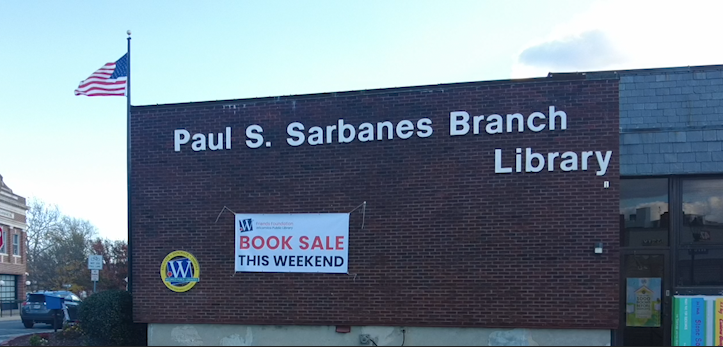 Paul S. Sarbanes Branch
Library
W
BOOK SALE
THIS WEEKEND
W